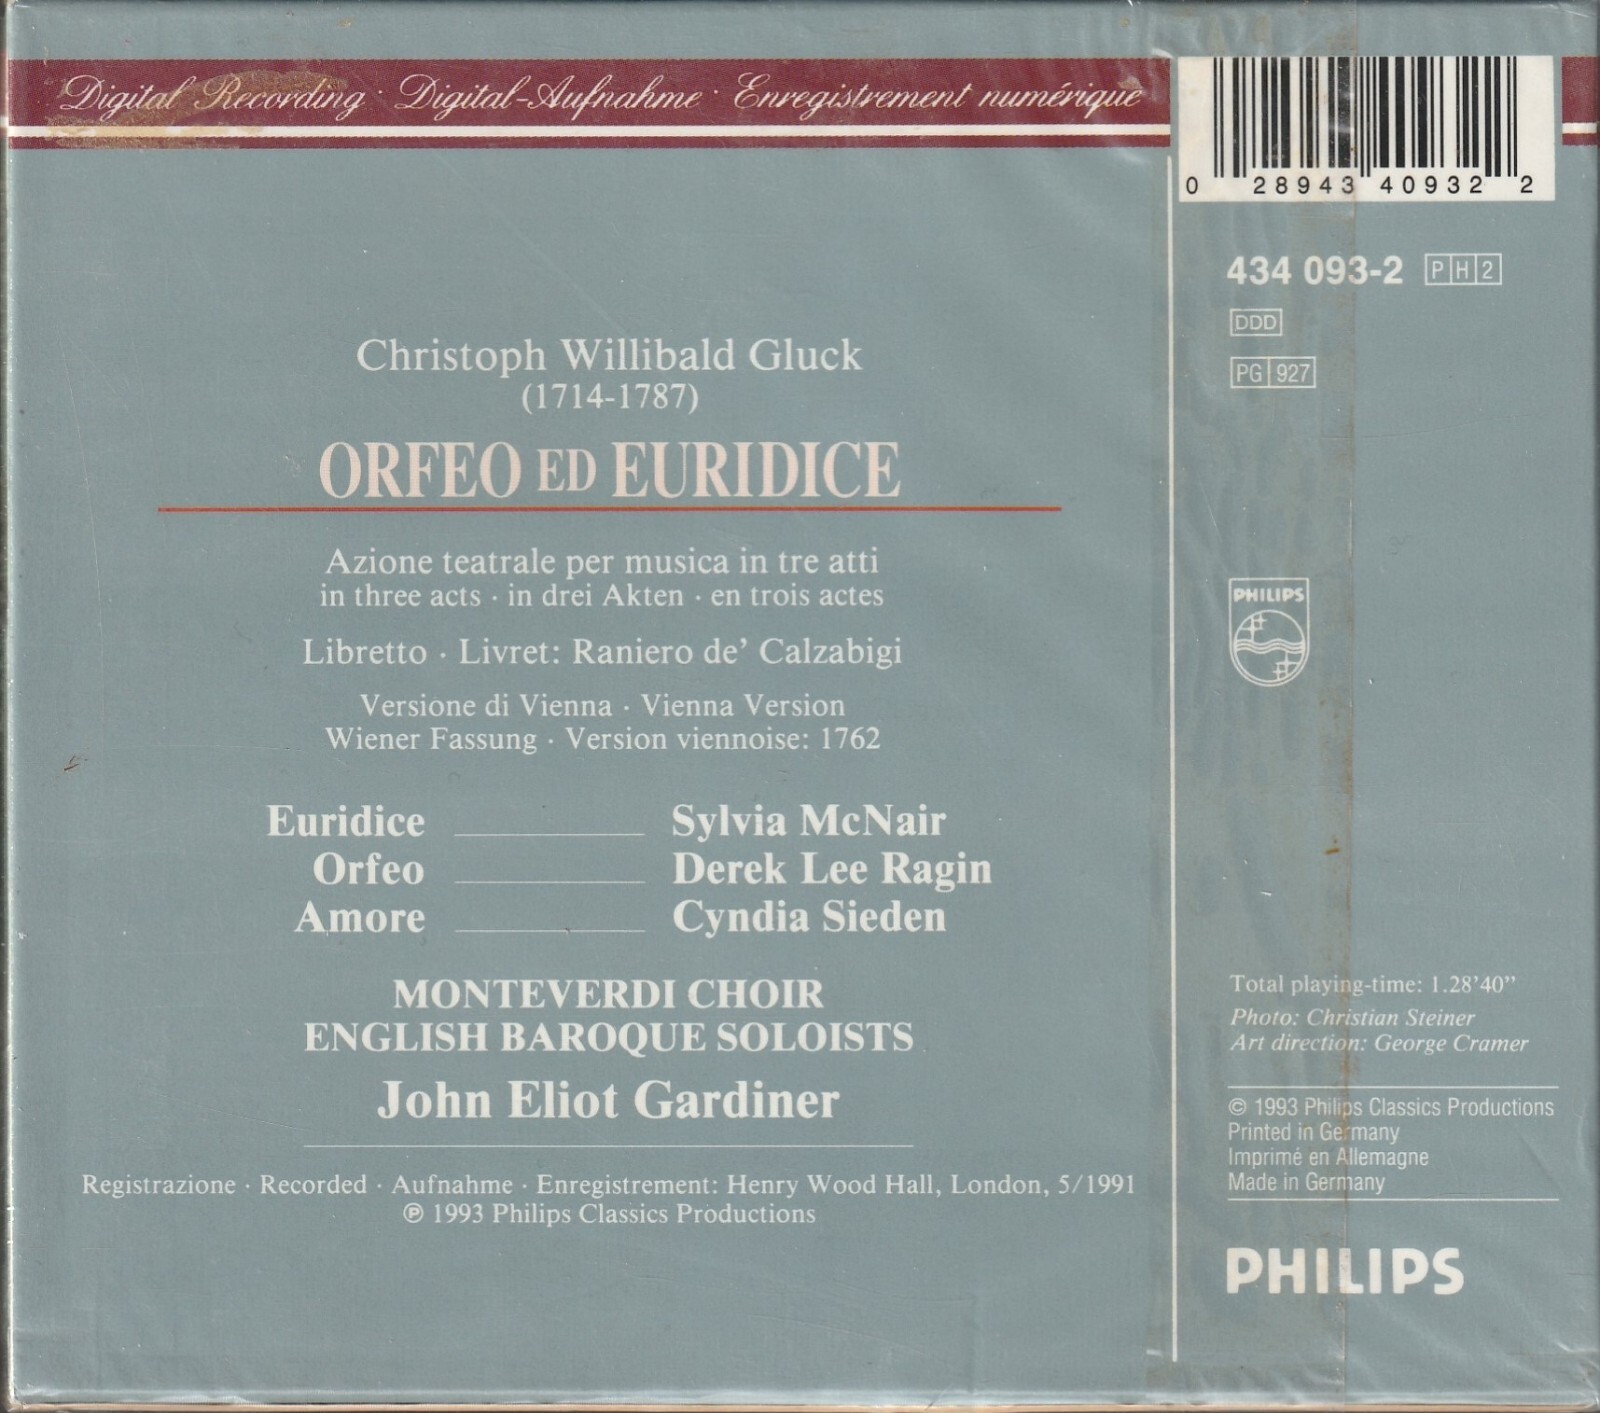 Digital Recording · Digital-Aufnahme · Enregistrement numérique
0 28943 40932 2
434 093-2 PH2
DDD
PG 927
Christoph Willibald Gluck
(1714-1787)
ORFEO ED EURIDICE
Azione teatrale per musica in tre atti
in three acts · in drei Akten · en trois actes
Libretto · Livret: Raniero de’ Calzabigi
Versione di Vienna · Vienna Version
Wiener Fassung · Version viennoise: 1762
Euridice Sylvia McNair
Orfeo Derek Lee Ragin
Amore Cyndia Sieden
MONTEVERDI CHOIR
ENGLISH BAROQUE SOLOISTS
John Eliot Gardiner
Registrazione · Recorded · Aufnahme · Enregistrement: Henry Wood Hall, London, 5/1991
℗ 1993 Philips Classics Productions
PHILIPS
Total playing-time: 1.28’40”
Photo: Christian Steiner
Art direction: George Cramer
© 1993 Philips Classics Productions
Printed in Germany
Imprimé en Allemagne
Made in Germany
PHILIPS